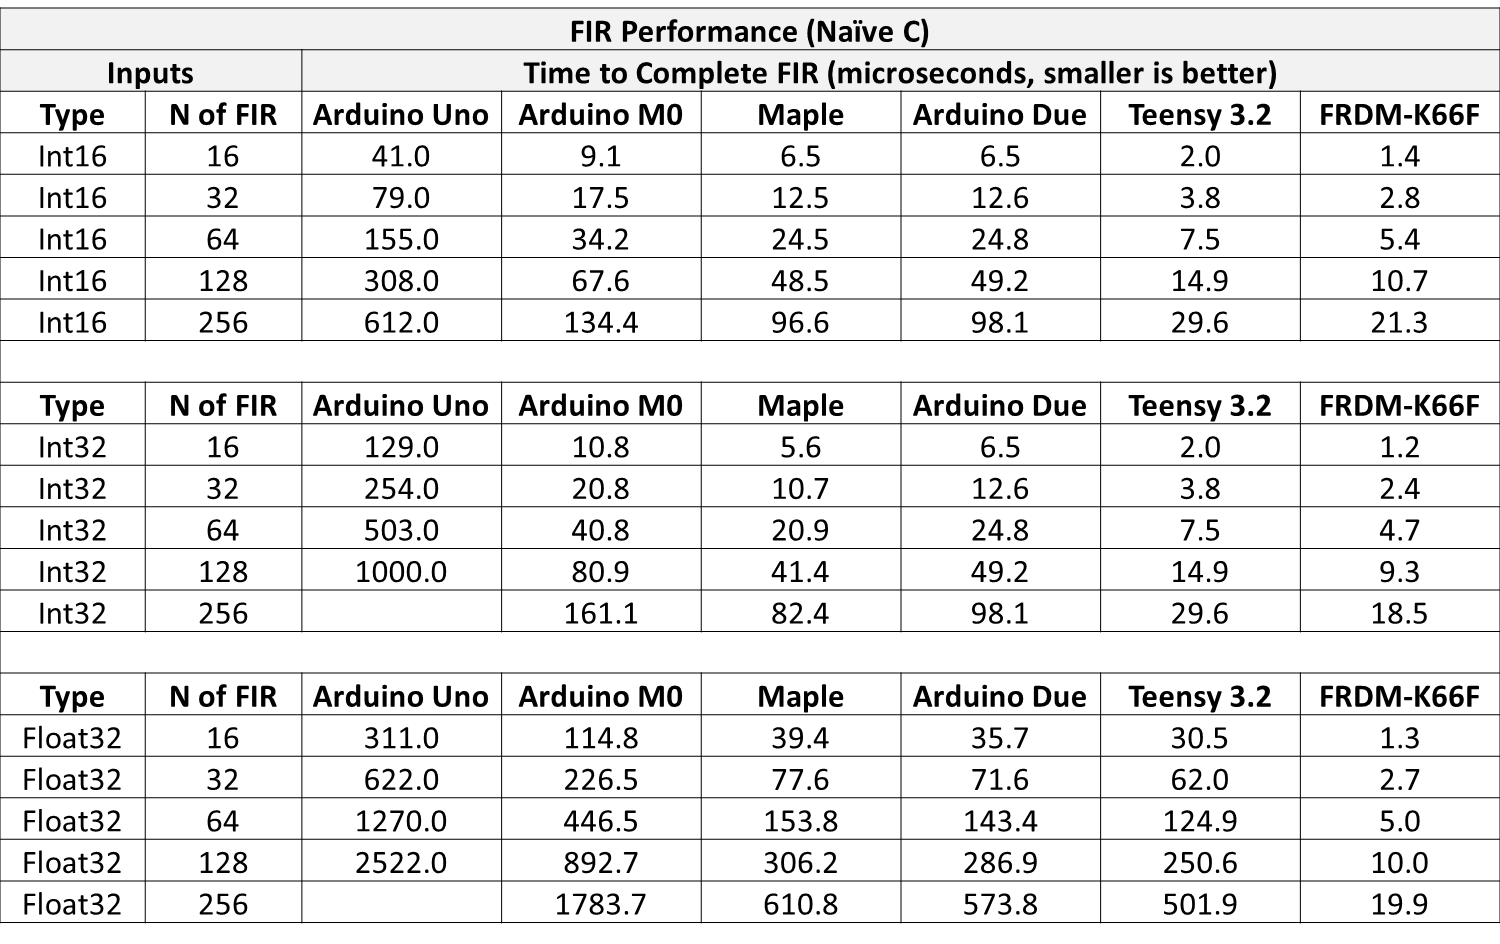 FIR Performance (Naïve C)
Inputs Time to Complete FIR (microseconds, smaller is better)
Type N of FIR Arduino Uno Arduino M0 Maple Arduino Due Teensy 3.2 FRDM-K66F
Int16 16 41.0 9.1 6.5 6.5 2.0 1.4
Int16 32 79.0 17.5 12.5 12.6 3.8 2.8
Int16 64 155.0 34.2 24.5 24.8 7.5 5.4
Int16 128 308.0 67.6 48.5 49.2 14.9 10.7
Int16 256 612.0 134.4 96.6 98.1 29.6 21.3
Type N of FIR Arduino Uno Arduino M0 Maple Arduino Due Teensy 3.2 FRDM-K66F
Int32 16 129.0 10.8 5.6 6.5 2.0 1.2
Int32 32 254.0 20.8 10.7 12.6 3.8 2.4
Int32 64 503.0 40.8 20.9 24.8 7.5 4.7
Int32 128 1000.0 80.9 41.4 49.2 14.9 9.3
Int32 256 161.1 82.4 98.1 29.6 18.5
Type N of FIR Arduino Uno Arduino M0 Maple Arduino Due Teensy 3.2 FRDM-K66F
Float32 16 311.0 114.8 39.4 35.7 30.5 1.3
Float32 32 622.0 226.5 77.6 71.6 62.0 2.7
Float32 64 1270.0 446.5 153.8 143.4 124.9 5.0
Float32 128 2522.0 892.7 306.2 286.9 250.6 10.0
Float32 256 1783.7 610.8 573.8 501.9 19.9